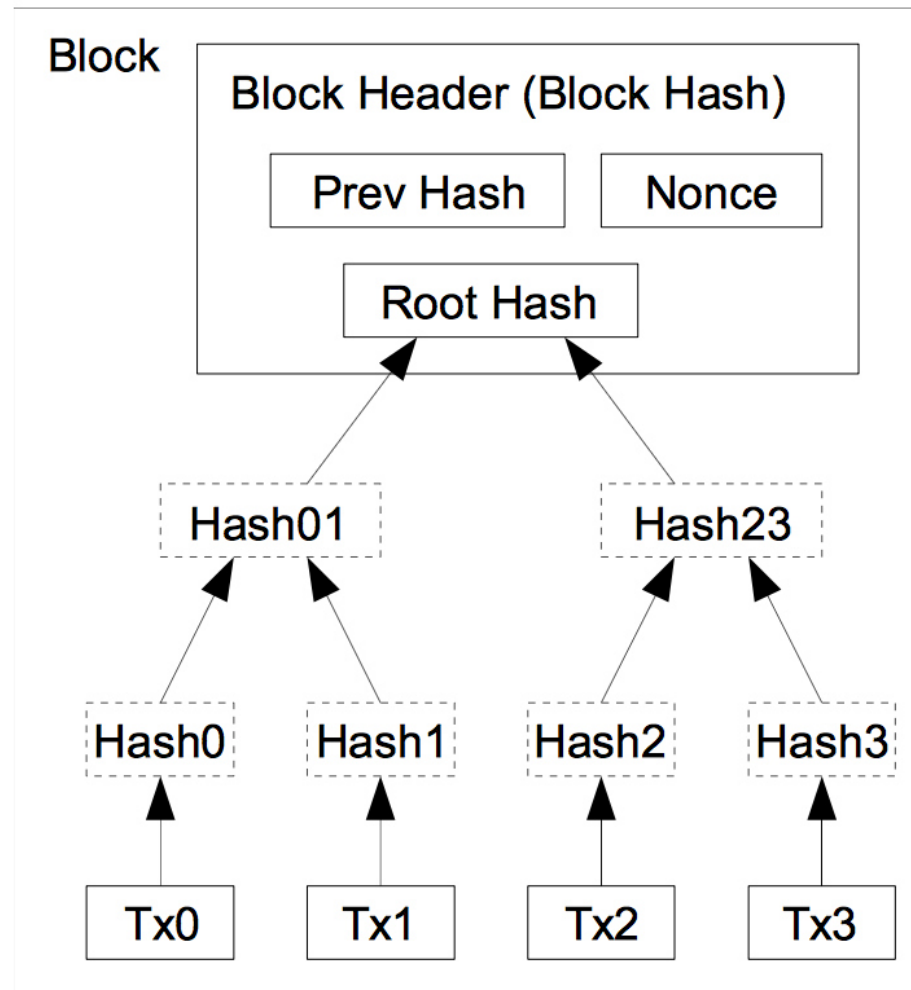 Block
Block Header (Block Hash)
Prev Hash
Nonce
Root Hash
Hash01
Hash23
Hash0
Hash1
Hash2
Hash3
Tx0
Tx1
Tx2
Tx3